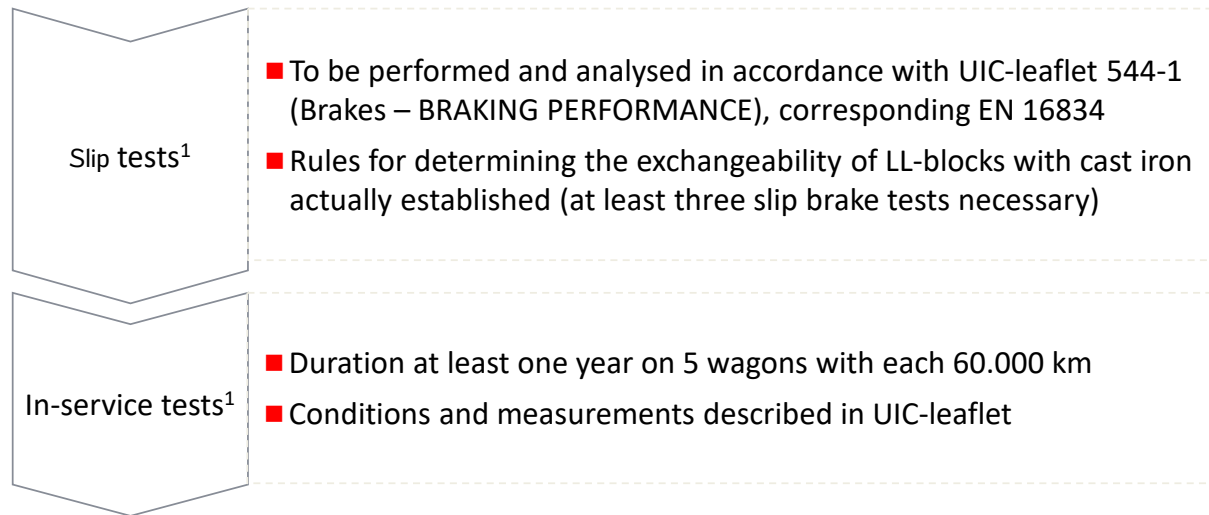 Slip tests¹
■ To be performed and analysed in accordance with UIC-leaflet 544-1
(Brakes – BRAKING PERFORMANCE), corresponding EN 16834
■ Rules for determining the exchangeability of LL-blocks with cast iron
actually established (at least three slip brake tests necessary)
In-service tests¹
■ Duration at least one year on 5 wagons with each 60.000 km
■ Conditions and measurements described in UIC-leaflet